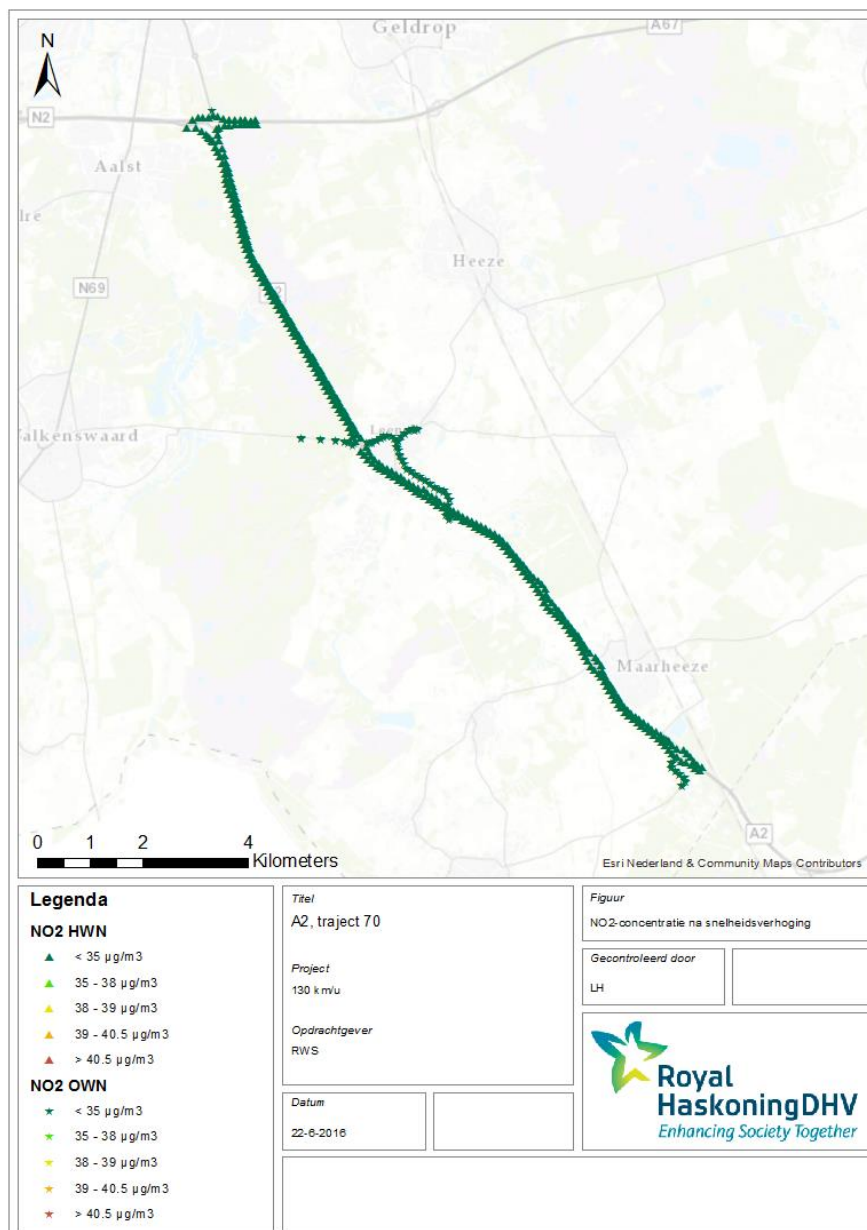 Geldrop
A67
N
N2
Aalst
Heeze
N69
Maarheeze
A2
0 1 2 4
Kilometers
Esri Nederland & Community Maps Contributors
Legenda
NO2 HWN
< 35 µg/m3
35 - 38 µg/m3
38 - 39 µg/m3
39 - 40.5 µg/m3
> 40.5 µg/m3
NO2 OWN
< 35 µg/m3
35 - 38 µg/m3
38 - 39 µg/m3
39 - 40.5 µg/m3
> 40.5 µg/m3
Titel
A2, traject 70
Project
130 km/u
Opdrachtgever
RWS
Datum
22-6-2016
Figuur
NO2-concentratie na snelheidsverhoging
Gecontroleerd door
LH
Royal
HaskoningDHV
Enhancing Society Together